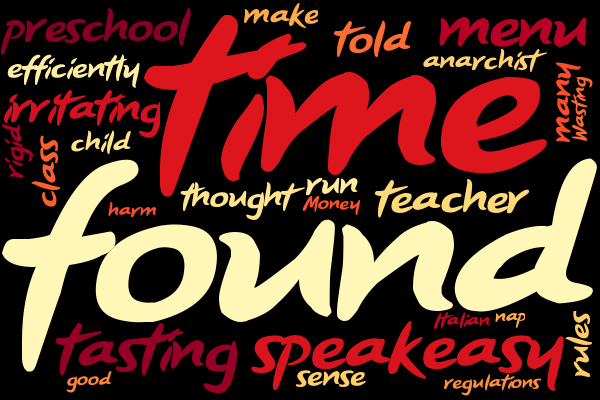 preschool
make
told
menu
efficiently
time
anarchist
many
Wasting
irritating
rigid
class
child
thought
run
Money
teacher
harm
found
Italian
nap
rules
tasting
speakeasy
good
sense
regulations